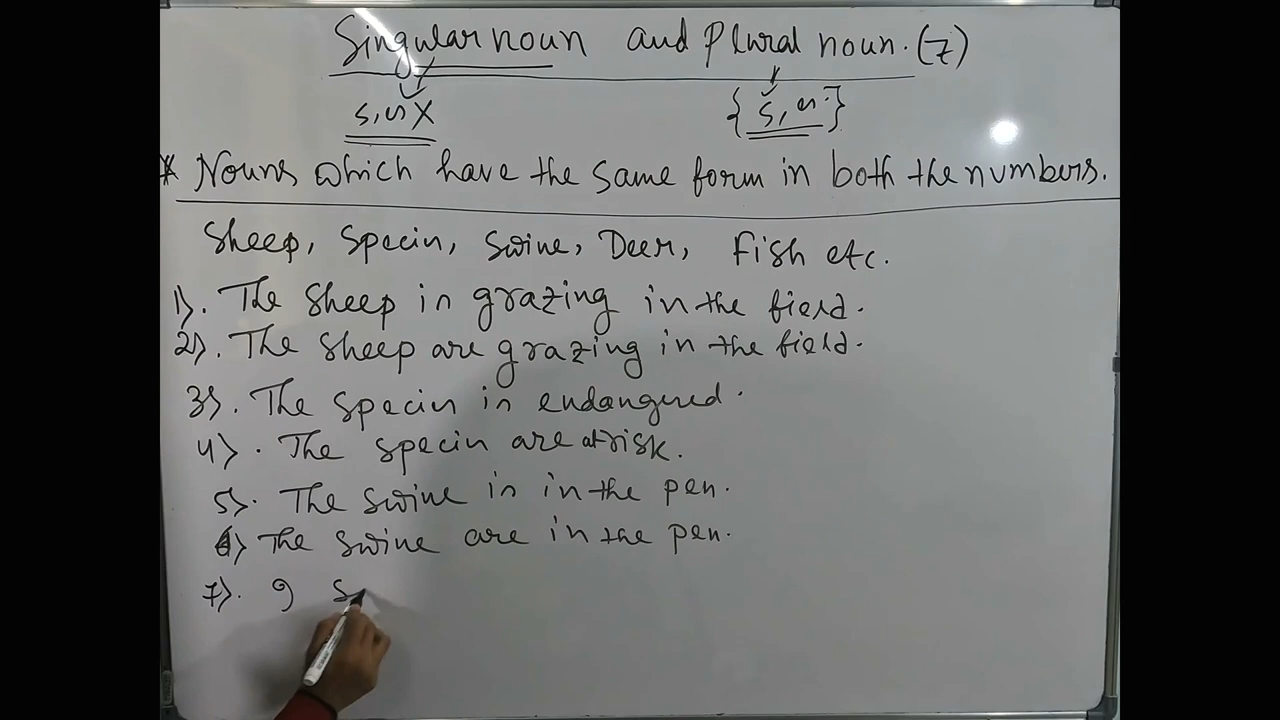 Singular noun and Plural noun. (7)
s, es X { s, es. }
* Nouns which have the same form in both the numbers.
Sheep, Species, Swine, Deer, Fish etc.
1). The Sheep is grazing in the field.
2). The Sheep are grazing in the field.
3). The species is endangered.
4). The species are at risk.
5). The swine is in the pen.
6) The swine are in the pen.
7). I s